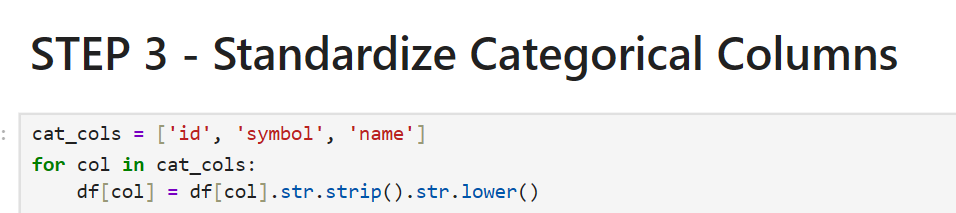 STEP 3 - Standardize Categorical Columns
:
cat_cols = ['id', 'symbol', 'name']
for col in cat_cols:
    df[col] = df[col].str.strip().str.lower()